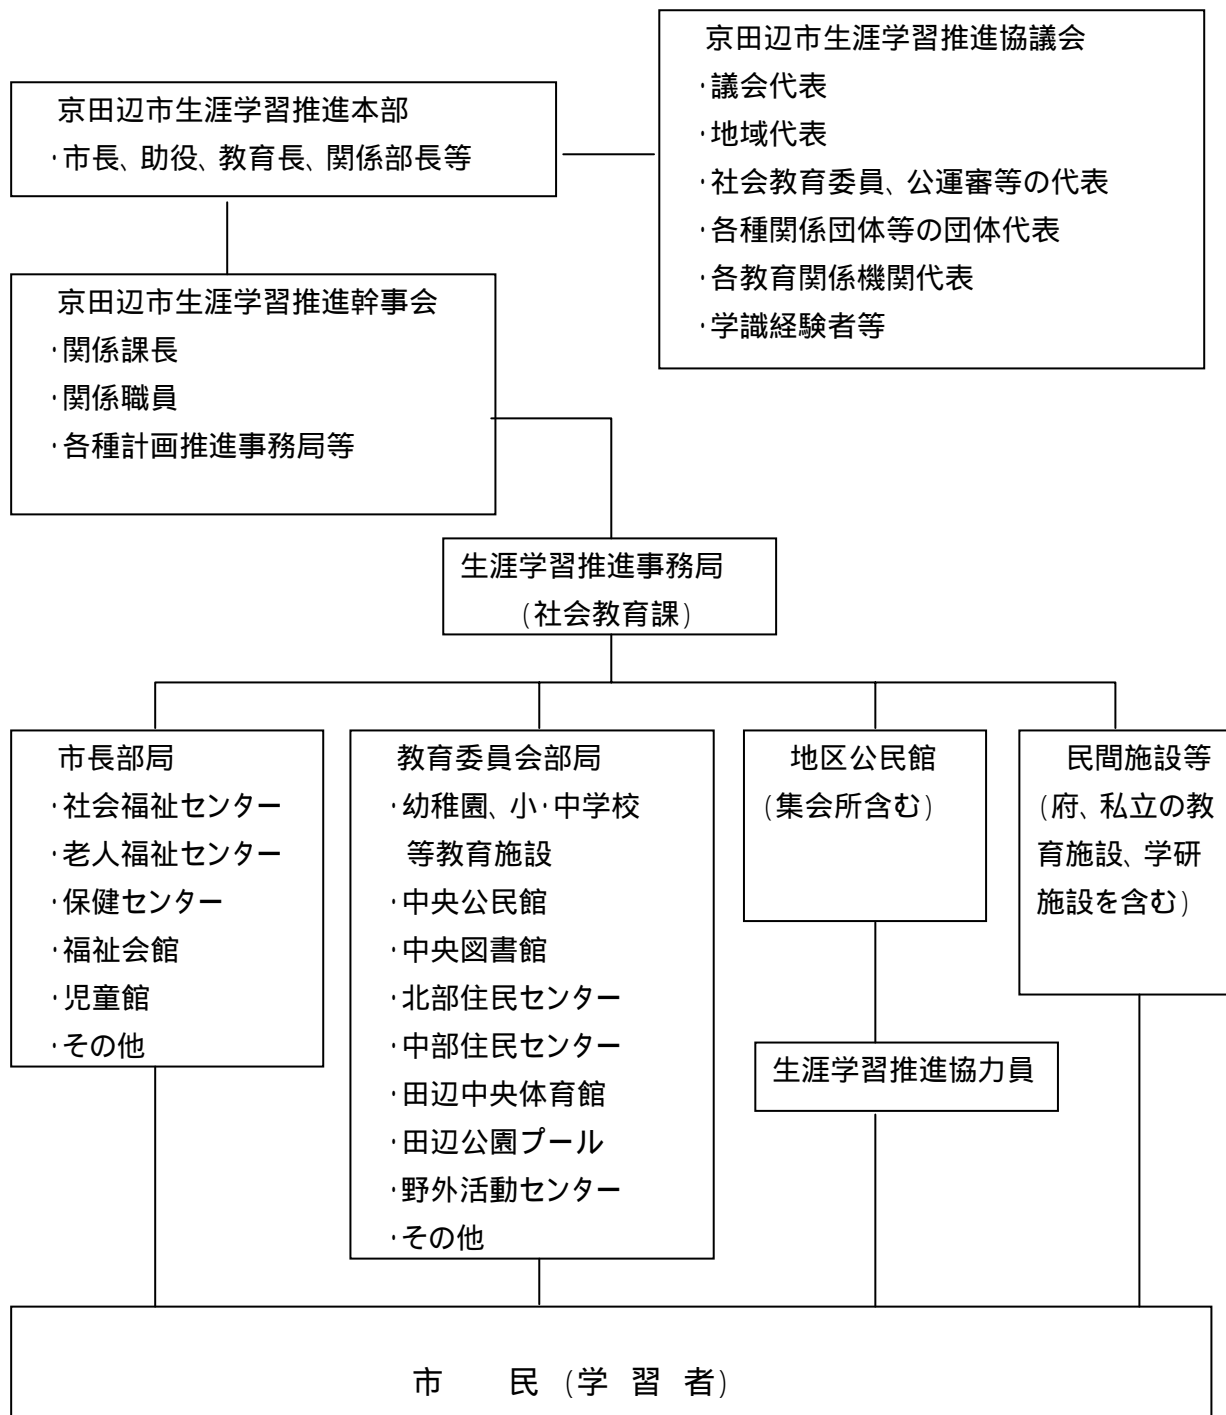 京田辺市生涯学習推進協議会
・議会代表
・地域代表
・社会教育委員、公運審等の代表
・各種関係団体等の団体代表
・各教育関係機関代表
・学識経験者等
京田辺市生涯学習推進本部
・市長、助役、教育長、関係部長等
京田辺市生涯学習推進幹事会
・関係課長
・関係職員
・各種計画推進事務局等
生涯学習推進事務局
(社会教育課)
市長部局
・社会福祉センター
・老人福祉センター
・保健センター
・福祉会館
・児童館
・その他
教育委員会部局
・幼稚園、小・中学校
等教育施設
・中央公民館
・中央図書館
・北部住民センター
・中部住民センター
・田辺中央体育館
・田辺公園プール
・野外活動センター
・その他
地区公民館
(集会所含む)
生涯学習推進協力員
民間施設等
(府、私立の教
育施設、学研
施設を含む)
市 民 (学 習 者)